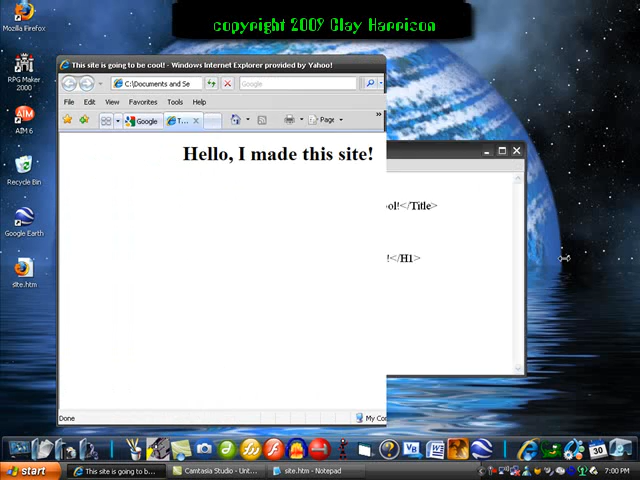 copyright 2009 Clay Harrison
Mozilla Firefox
RPG Maker
2000
AIM 6
Recycle Bin
Google Earth
site.htm
This site is going to be cool! - Windows Internet Explorer provided by Yahoo!
C:\Documents and Se
Google
File Edit View Favorites Tools Help
Google
T...
Page
Hello, I made this site!
ol!</Title>
!</H1>
Done
My Co
start
This site is going to b...
Camtasia Studio - Unt...
site.htm - Notepad
7:00 PM